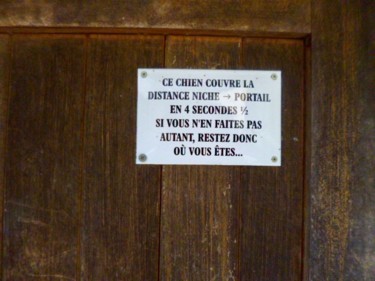 CE CHIEN COUVRE LA
DISTANCE NICHE → PORTAIL
EN 4 SECONDES ½
SI VOUS N'EN FAITES PAS
AUTANT, RESTEZ DONC
OÙ VOUS ÊTES...